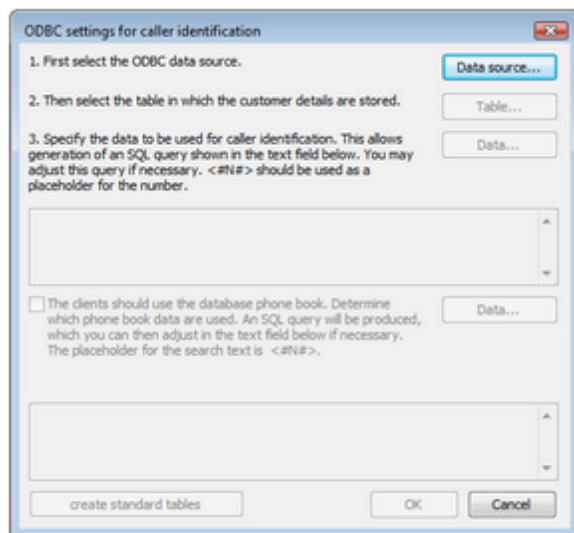 ODBC settings for caller identification
1. First select the ODBC data source.
Data source...
2. Then select the table in which the customer details are stored.
Table...
3. Specify the data to be used for caller identification. This allows
generation of an SQL query shown in the text field below. You may
adjust this query if necessary. <#N#> should be used as a
placeholder for the number.
Data...
The clients should use the database phone book. Determine
which phone book data are used. An SQL query will be produced,
which you can then adjust in the text field below if necessary.
The placeholder for the search text is <#N#>.
Data...
create standard tables
OK
Cancel